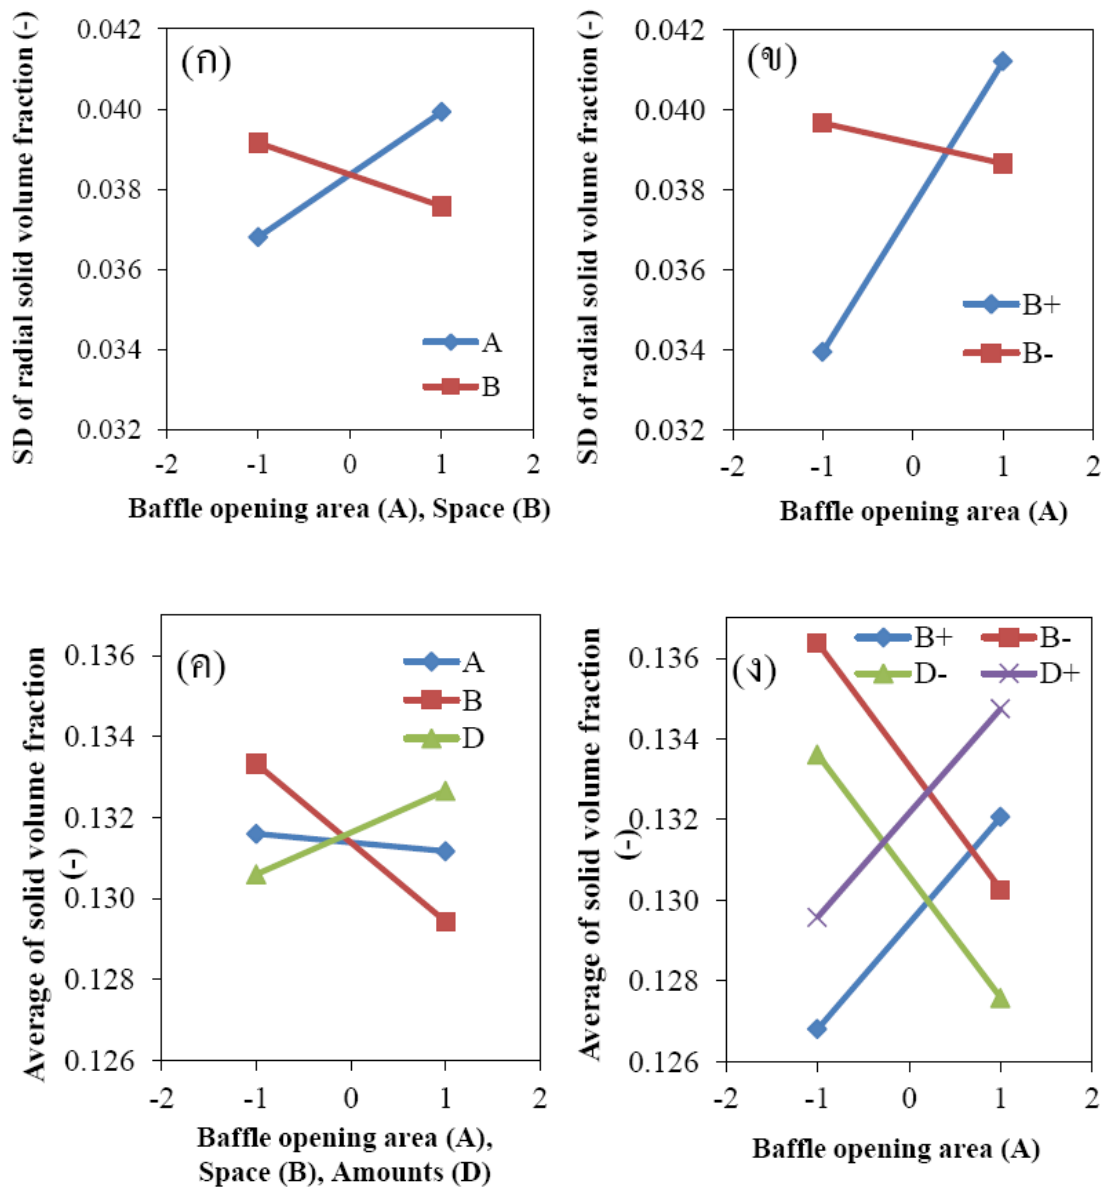 SD of radial solid volume fraction (-)
0.042
0.040
0.038
0.036
0.034
0.032
(ก)
A
B
-2
-1
0
1
2
Baffle opening area (A), Space (B)
SD of radial solid volume fraction (-)
0.042
0.040
0.038
0.036
0.034
0.032
(ข)
B+
B-
-2
-1
0
1
2
Baffle opening area (A)
Average of solid volume fraction
(-)
0.136
0.134
0.132
0.130
0.128
0.126
(ค)
A
B
D
-2
-1
0
1
2
Baffle opening area (A),
Space (B), Amounts (D)
Average of solid volume fraction
(-)
0.136
0.134
0.132
0.130
0.128
0.126
(ง)
B+
B-
D-
D+
-2
-1
0
1
2
Baffle opening area (A)